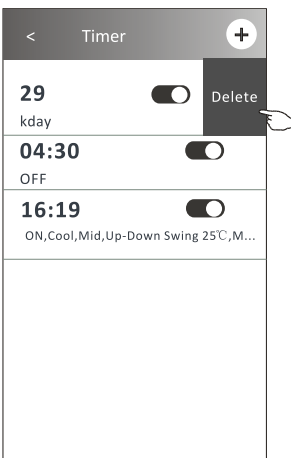 < Timer +
29 Delete
kday
04:30
OFF
16:19
ON,Cool,Mid,Up-Down Swing 25℃,M...